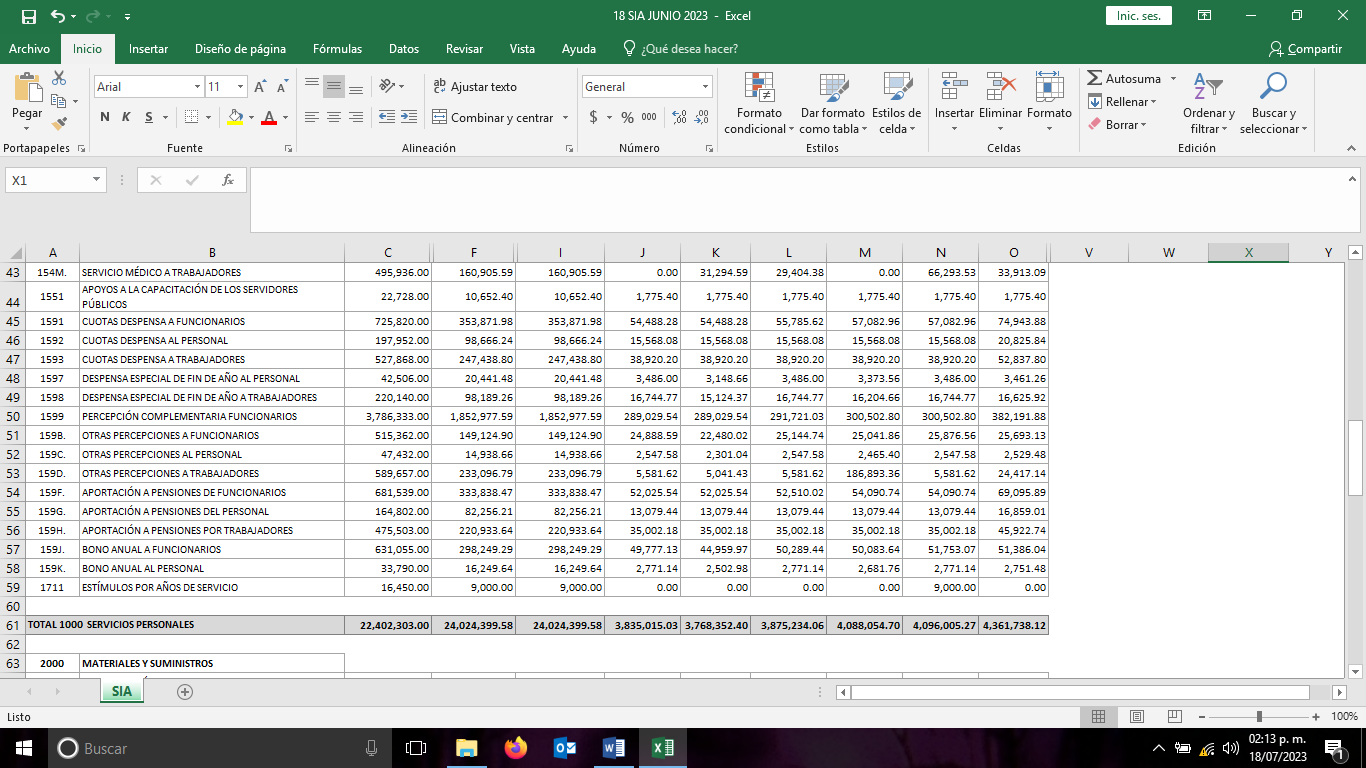 18 SIA JUNIO 2023 - Excel
Inic. ses.
Archivo Inicio Insertar Diseño de página Fórmulas Datos Revisar Vista Ayuda ¿Qué desea hacer? Compartir
Pegar
Arial 11
N K S
Ajustar texto
Combinar y centrar
General
$ % 000
Formato condicional
Dar formato como tabla
Estilos de celda
Insertar Eliminar Formato
Autosuma
Rellenar
Borrar
Ordenar y filtrar
Buscar y seleccionar
Portapapeles Fuente Alineación Número Estilos Celdas Edición
X1 fx
A B C F I J K L M N O V W X Y
43 154M. SERVICIO MÉDICO A TRABAJADORES 495,936.00 160,905.59 160,905.59 0.00 31,294.59 29,404.38 0.00 66,293.53 33,913.09
44 1551 APOYOS A LA CAPACITACIÓN DE LOS SERVIDORES PÚBLICOS 22,728.00 10,652.40 10,652.40 1,775.40 1,775.40 1,775.40 1,775.40 1,775.40 1,775.40
45 1591 CUOTAS DESPENSA A FUNCIONARIOS 725,820.00 353,871.98 353,871.98 54,488.28 54,488.28 55,785.62 57,082.96 57,082.96 74,943.88
46 1592 CUOTAS DESPENSA AL PERSONAL 197,952.00 98,666.24 98,666.24 15,568.08 15,568.08 15,568.08 15,568.08 15,568.08 20,825.84
47 1593 CUOTAS DESPENSA A TRABAJADORES 527,868.00 247,438.80 247,438.80 38,920.20 38,920.20 38,920.20 38,920.20 38,920.20 52,837.80
48 1597 DESPENSA ESPECIAL DE FIN DE AÑO AL PERSONAL 42,506.00 20,441.48 20,441.48 3,486.00 3,148.66 3,486.00 3,373.56 3,486.00 3,461.26
49 1598 DESPENSA ESPECIAL DE FIN DE AÑO A TRABAJADORES 220,140.00 98,189.26 98,189.26 16,744.77 15,124.37 16,744.77 16,204.66 16,744.77 16,625.92
50 1599 PERCEPCIÓN COMPLEMENTARIA FUNCIONARIOS 3,786,333.00 1,852,977.59 1,852,977.59 289,029.54 289,029.54 291,721.03 300,502.80 300,502.80 382,191.88
51 159B. OTRAS PERCEPCIONES A FUNCIONARIOS 515,362.00 149,124.90 149,124.90 24,888.59 22,480.02 25,144.74 25,041.86 25,876.56 25,693.13
52 159C. OTRAS PERCEPCIONES AL PERSONAL 47,432.00 14,938.66 14,938.66 2,547.58 2,301.04 2,547.58 2,465.40 2,547.58 2,529.48
53 159D. OTRAS PERCEPCIONES A TRABAJADORES 589,657.00 233,096.79 233,096.79 5,581.62 5,041.43 5,581.62 186,893.36 5,581.62 24,417.14
54 159F. APORTACIÓN A PENSIONES DE FUNCIONARIOS 681,539.00 333,838.47 333,838.47 52,025.54 52,025.54 52,510.02 54,090.74 54,090.74 69,095.89
55 159G. APORTACIÓN A PENSIONES DEL PERSONAL 164,802.00 82,256.21 82,256.21 13,079.44 13,079.44 13,079.44 13,079.44 13,079.44 16,859.01
56 159H. APORTACIÓN A PENSIONES POR TRABAJADORES 475,503.00 220,933.64 220,933.64 35,002.18 35,002.18 35,002.18 35,002.18 35,002.18 45,922.74
57 159J. BONO ANUAL A FUNCIONARIOS 631,055.00 298,249.29 298,249.29 49,777.13 44,959.97 50,289.44 50,083.64 51,753.07 51,386.04
58 159K. BONO ANUAL AL PERSONAL 33,790.00 16,249.64 16,249.64 2,771.14 2,502.98 2,771.14 2,681.76 2,771.14 2,751.48
59 1711 ESTÍMULOS POR AÑOS DE SERVICIO 16,450.00 9,000.00 9,000.00 0.00 0.00 0.00 0.00 9,000.00 0.00
60
61 TOTAL 1000 SERVICIOS PERSONALES 22,402,303.00 24,024,399.58 24,024,399.58 3,835,015.03 3,768,352.40 3,875,234.06 4,088,054.70 4,096,005.27 4,361,738.12
62
63 2000 MATERIALES Y SUMINISTROS
SIA
Listo 100%
Buscar
02:13 p. m.
18/07/2023
1